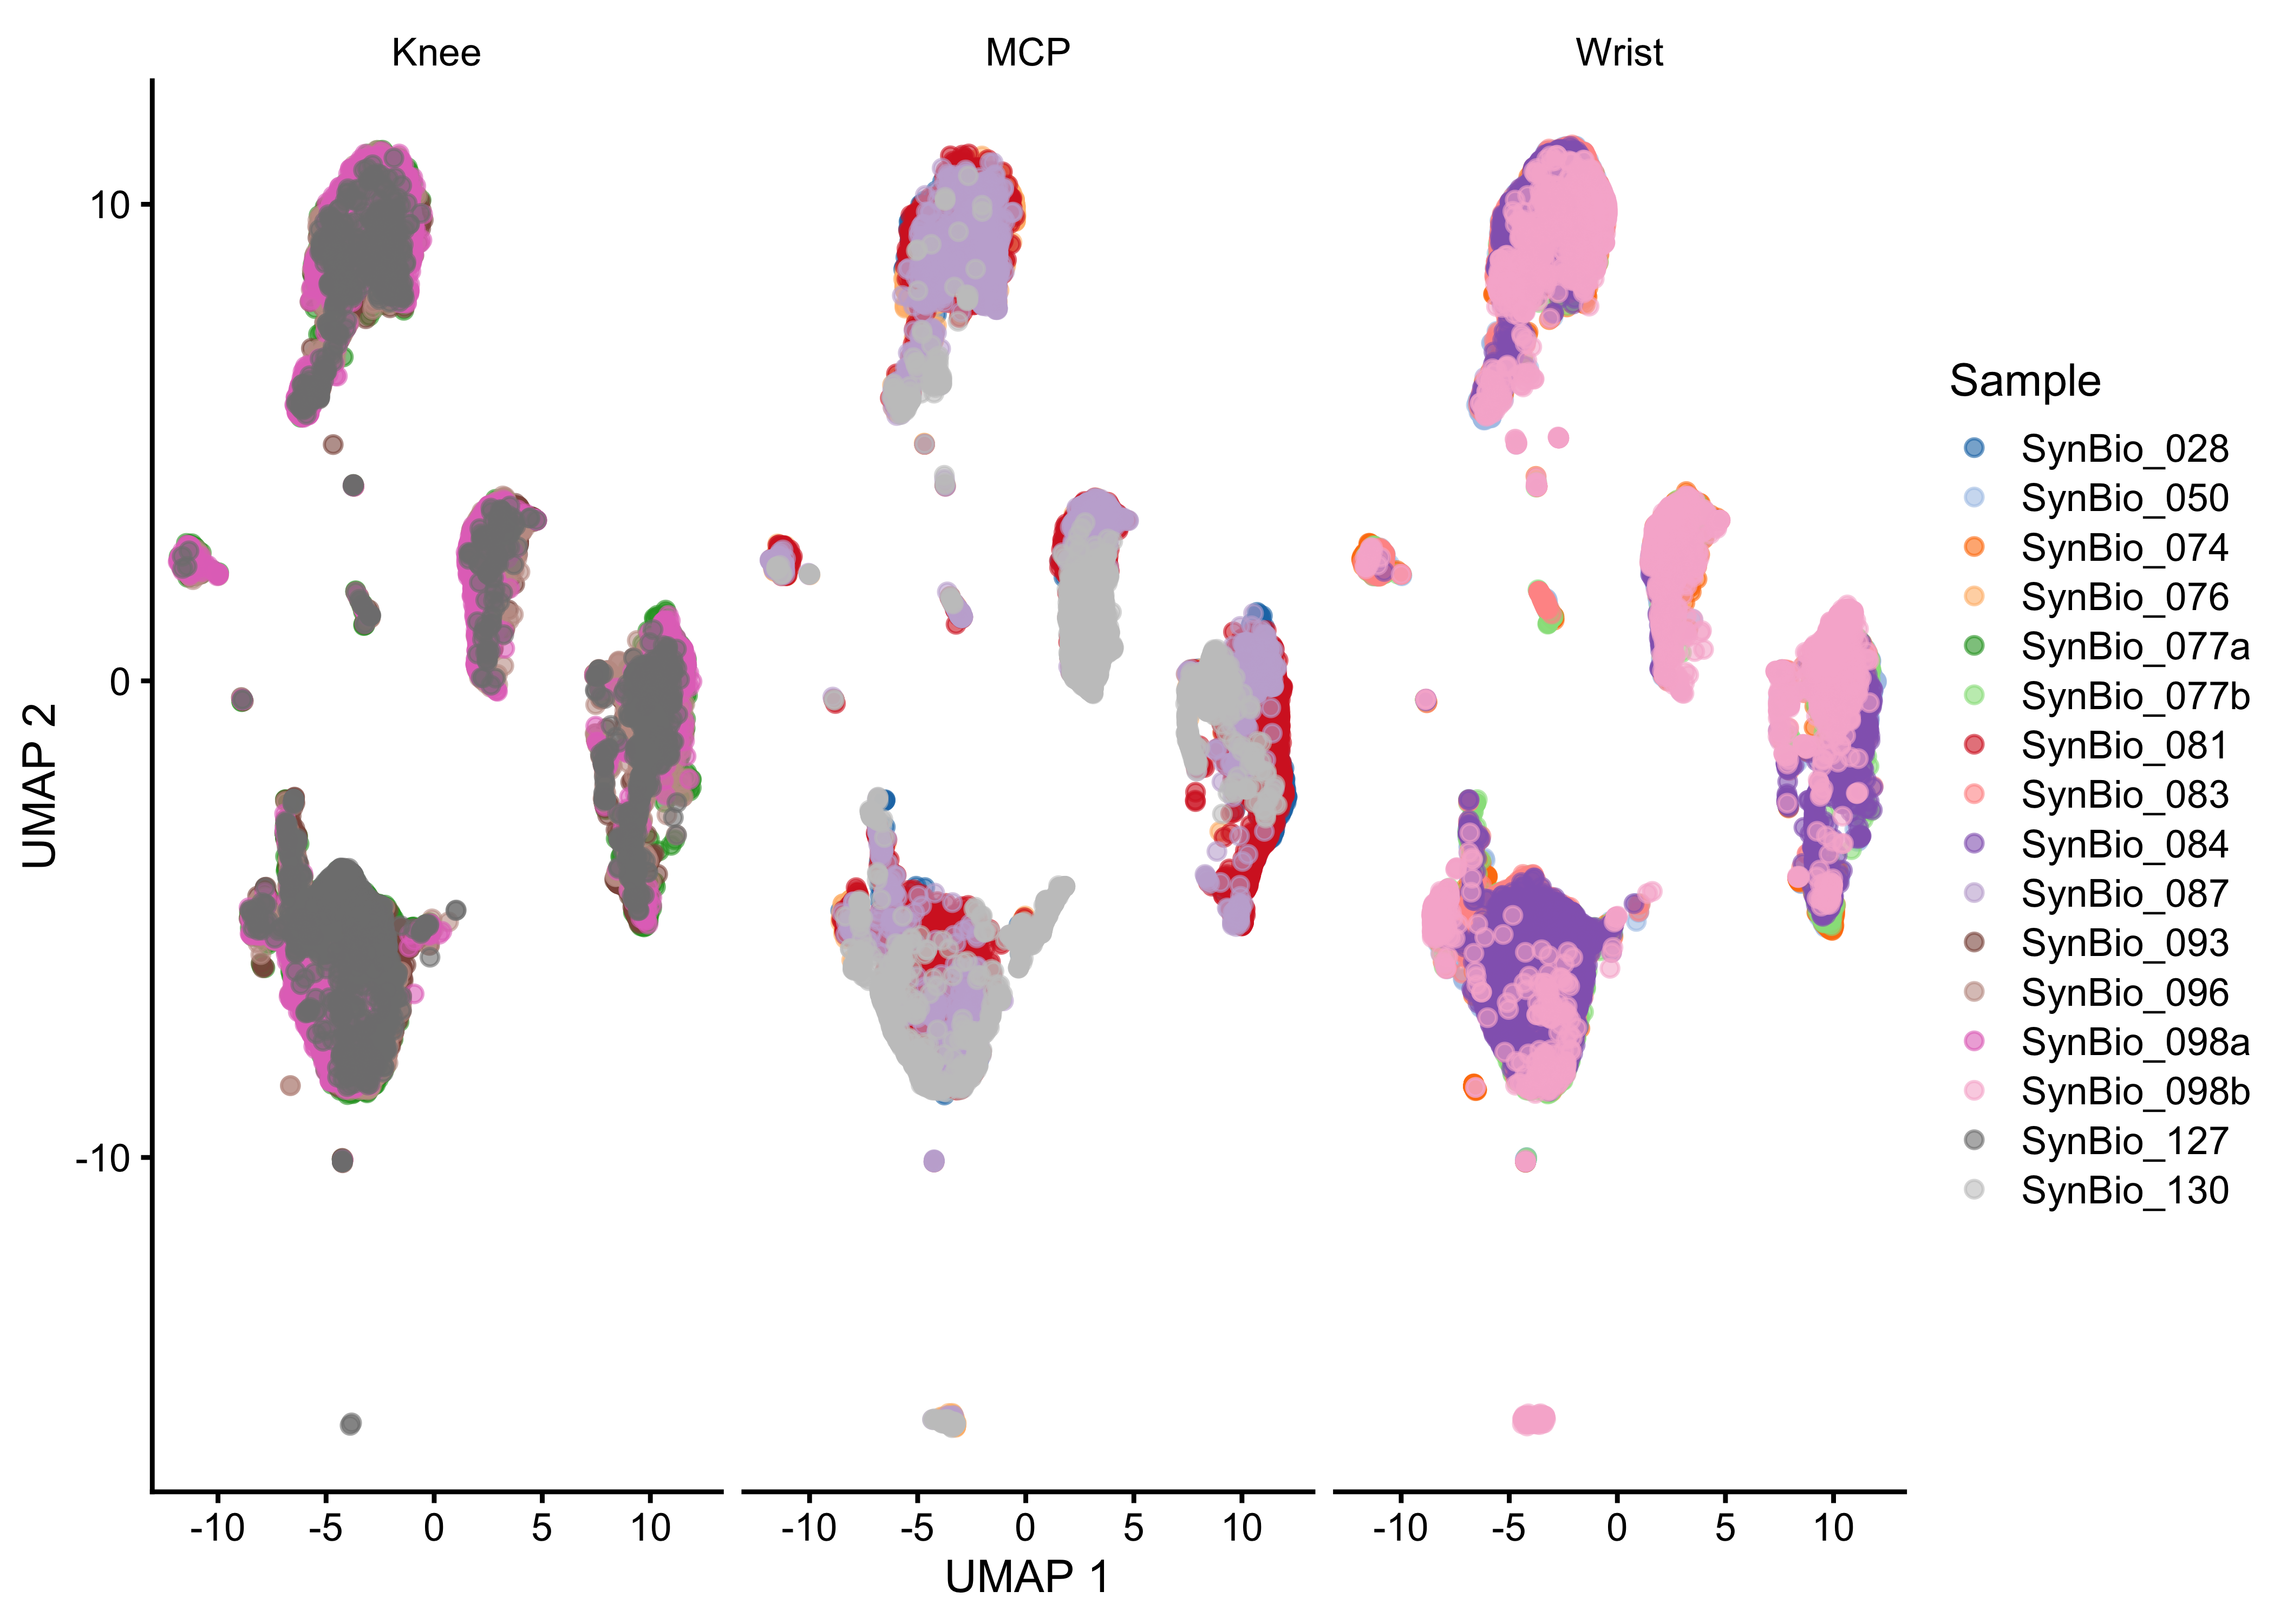 Knee MCP Wrist
10
0
-10
UMAP 2
-10 -5 0 5 10 -10 -5 0 5 10 -10 -5 0 5 10
UMAP 1
Sample
SynBio_028
SynBio_050
SynBio_074
SynBio_076
SynBio_077a
SynBio_077b
SynBio_081
SynBio_083
SynBio_084
SynBio_087
SynBio_093
SynBio_096
SynBio_098a
SynBio_098b
SynBio_127
SynBio_130